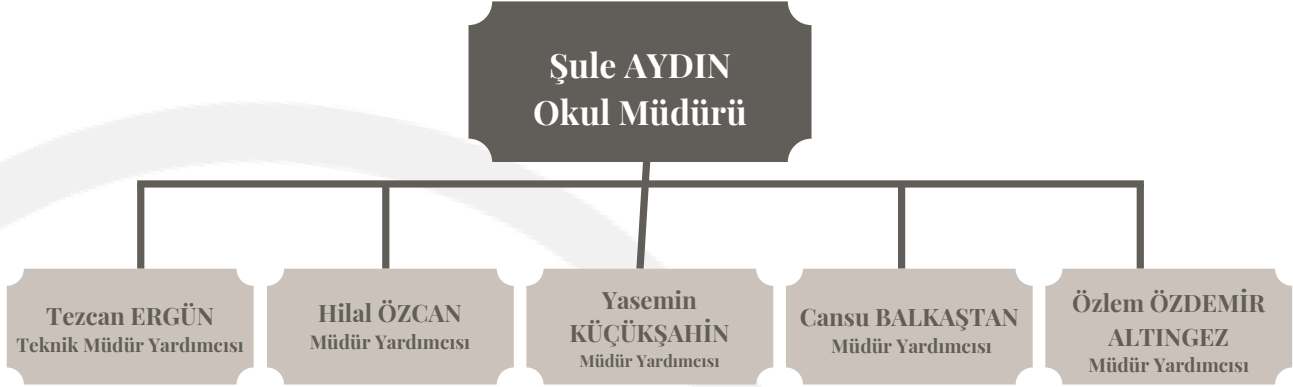 Şule AYDIN
Okul Müdürü
Tezcan ERGÜN
Teknik Müdür Yardımcısı
Hilal ÖZCAN
Müdür Yardımcısı
Yasemin
KÜÇÜKŞAHİN
Müdür Yardımcısı
Cansu BALKAŞTAN
Müdür Yardımcısı
Özlem ÖZDEMİR
ALTINGEZ
Müdür Yardımcısı